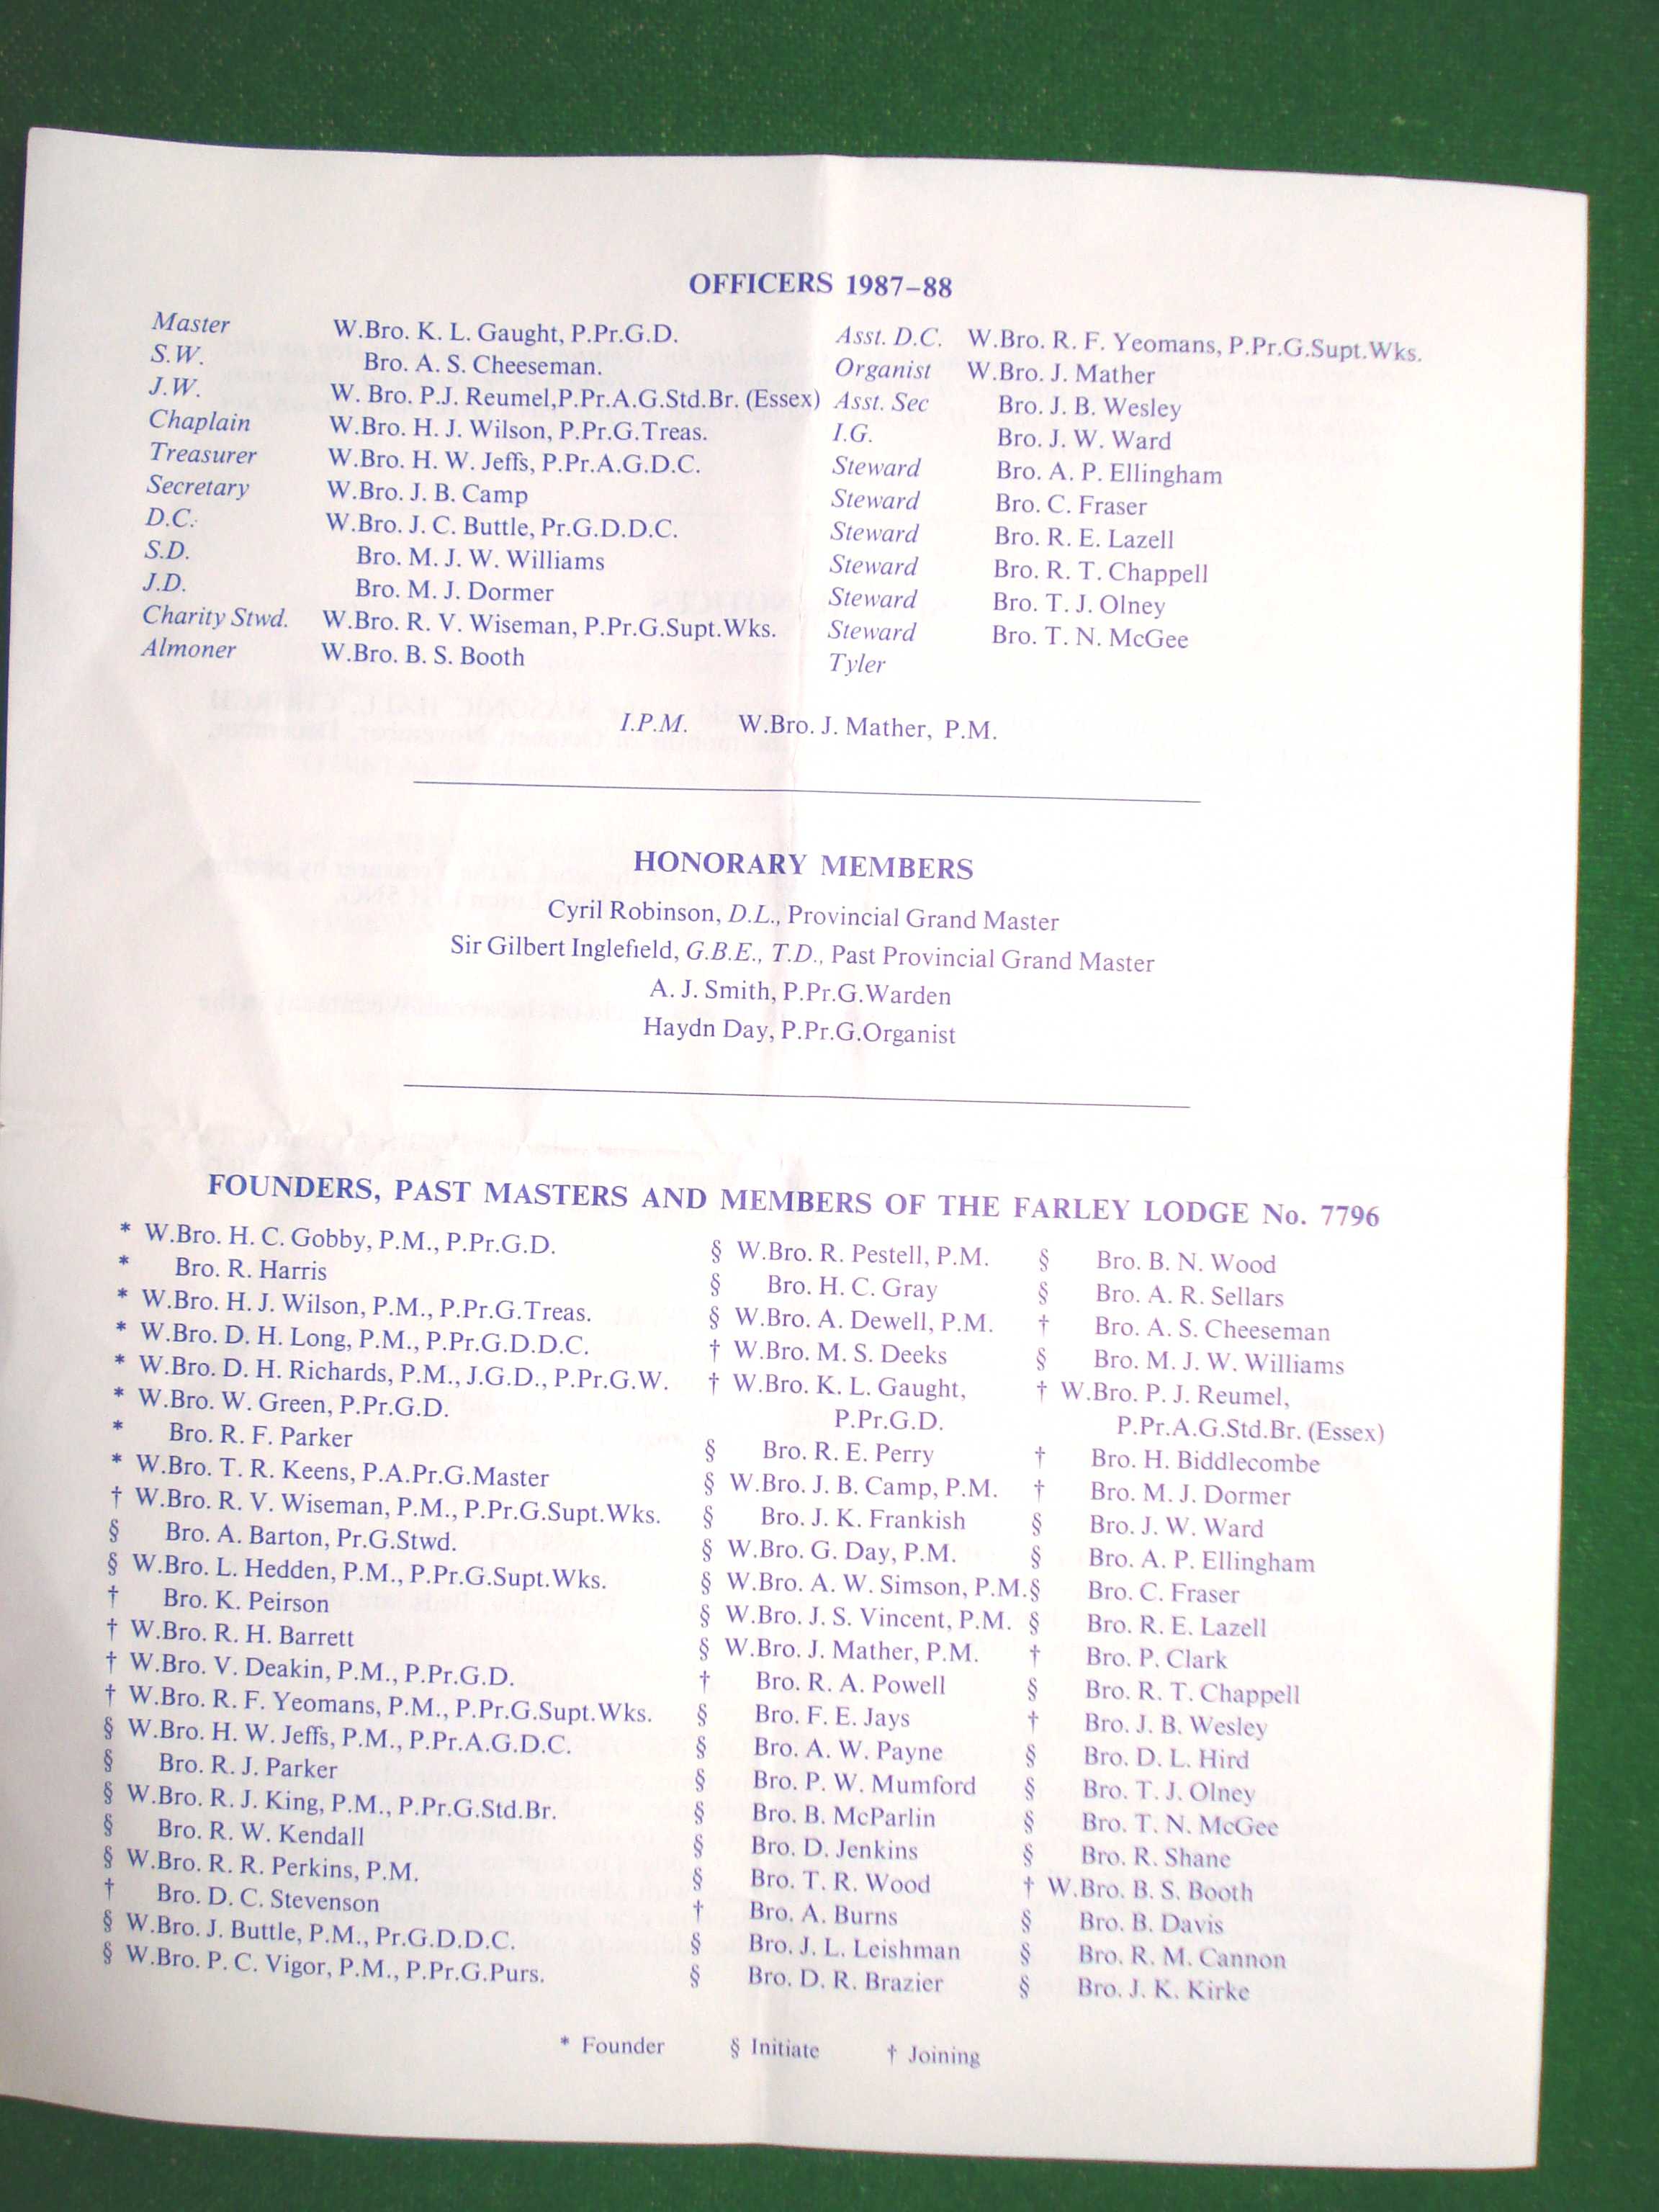 OFFICERS 1987–88
Master W.Bro. K. L. Gaught, P.Pr.G.D.
S.W. Bro. A. S. Cheeseman.
J.W. W. Bro. P.J. Reumel,P.Pr.A.G.Std.Br. (Essex)
Chaplain W.Bro. H. J. Wilson, P.Pr.G.Treas.
Treasurer W.Bro. H. W. Jeffs, P.Pr.A.G.D.C.
Secretary W.Bro. J. B. Camp
D.C. W.Bro. J. C. Buttle, Pr.G.D.D.C.
S.D. Bro. M. J. W. Williams
J.D. Bro. M. J. Dormer
Charity Stwd. W.Bro. R. V. Wiseman, P.Pr.G.Supt.Wks.
Almoner W.Bro. B. S. Booth
Asst. D.C. W.Bro. R. F. Yeomans, P.Pr.G.Supt.Wks.
Organist W.Bro. J. Mather
Asst. Sec Bro. J. B. Wesley
I.G. Bro. J. W. Ward
Steward Bro. A. P. Ellingham
Steward Bro. C. Fraser
Steward Bro. R. E. Lazell
Steward Bro. R. T. Chappell
Steward Bro. T. J. Olney
Steward Bro. T. N. McGee
Tyler
I.P.M. W.Bro. J. Mather, P.M.
HONORARY MEMBERS
Cyril Robinson, D.L., Provincial Grand Master
Sir Gilbert Inglefield, G.B.E., T.D., Past Provincial Grand Master
A. J. Smith, P.Pr.G.Warden
Haydn Day, P.Pr.G.Organist
FOUNDERS, PAST MASTERS AND MEMBERS OF THE FARLEY LODGE No. 7796
* W.Bro. H. C. Gobby, P.M., P.Pr.G.D.
* Bro. R. Harris
* W.Bro. H. J. Wilson, P.M., P.Pr.G.Treas.
* W.Bro. D. H. Long, P.M., P.Pr.G.D.D.C.
* W.Bro. D. H. Richards, P.M., J.G.D., P.Pr.G.W.
* W.Bro. W. Green, P.Pr.G.D.
* Bro. R. F. Parker
* W.Bro. T. R. Keens, P.A.Pr.G.Master
† W.Bro. R. V. Wiseman, P.M., P.Pr.G.Supt.Wks.
§ Bro. A. Barton, Pr.G.Stwd.
§ W.Bro. L. Hedden, P.M., P.Pr.G.Supt.Wks.
† Bro. K. Peirson
† W.Bro. R. H. Barrett
† W.Bro. V. Deakin, P.M., P.Pr.G.D.
† W.Bro. R. F. Yeomans, P.M., P.Pr.G.Supt.Wks.
§ W.Bro. H. W. Jeffs, P.M., P.Pr.A.G.D.C.
§ Bro. R. J. Parker
§ W.Bro. R. J. King, P.M., P.Pr.G.Std.Br.
§ Bro. R. W. Kendall
§ W.Bro. R. R. Perkins, P.M.
† Bro. D. C. Stevenson
§ W.Bro. J. Buttle, P.M., Pr.G.D.D.C.
§ W.Bro. P. C. Vigor, P.M., P.Pr.G.Purs.
§ W.Bro. R. Pestell, P.M.
§ Bro. H. C. Gray
§ W.Bro. A. Dewell, P.M.
† W.Bro. M. S. Deeks
† W.Bro. K. L. Gaught,
P.Pr.G.D.
§ Bro. R. E. Perry
§ W.Bro. J. B. Camp, P.M.
§ Bro. J. K. Frankish
§ W.Bro. G. Day, P.M.
§ W.Bro. A. W. Simson, P.M.
§ W.Bro. J. S. Vincent, P.M.
§ W.Bro. J. Mather, P.M.
† Bro. R. A. Powell
§ Bro. F. E. Jays
§ Bro. A. W. Payne
§ Bro. P. W. Mumford
§ Bro. B. McParlin
§ Bro. D. Jenkins
§ Bro. T. R. Wood
† Bro. A. Burns
§ Bro. J. L. Leishman
§ Bro. D. R. Brazier
§ Bro. B. N. Wood
§ Bro. A. R. Sellars
† Bro. A. S. Cheeseman
§ Bro. M. J. W. Williams
† W.Bro. P. J. Reumel,
P.Pr.A.G.Std.Br. (Essex)
† Bro. H. Biddlecombe
† Bro. M. J. Dormer
§ Bro. J. W. Ward
§ Bro. A. P. Ellingham
§ Bro. C. Fraser
§ Bro. R. E. Lazell
† Bro. P. Clark
§ Bro. R. T. Chappell
† Bro. J. B. Wesley
§ Bro. D. L. Hird
§ Bro. T. J. Olney
§ Bro. T. N. McGee
§ Bro. R. Shane
† W.Bro. B. S. Booth
§ Bro. B. Davis
§ Bro. R. M. Cannon
§ Bro. J. K. Kirke
* Founder § Initiate † Joining